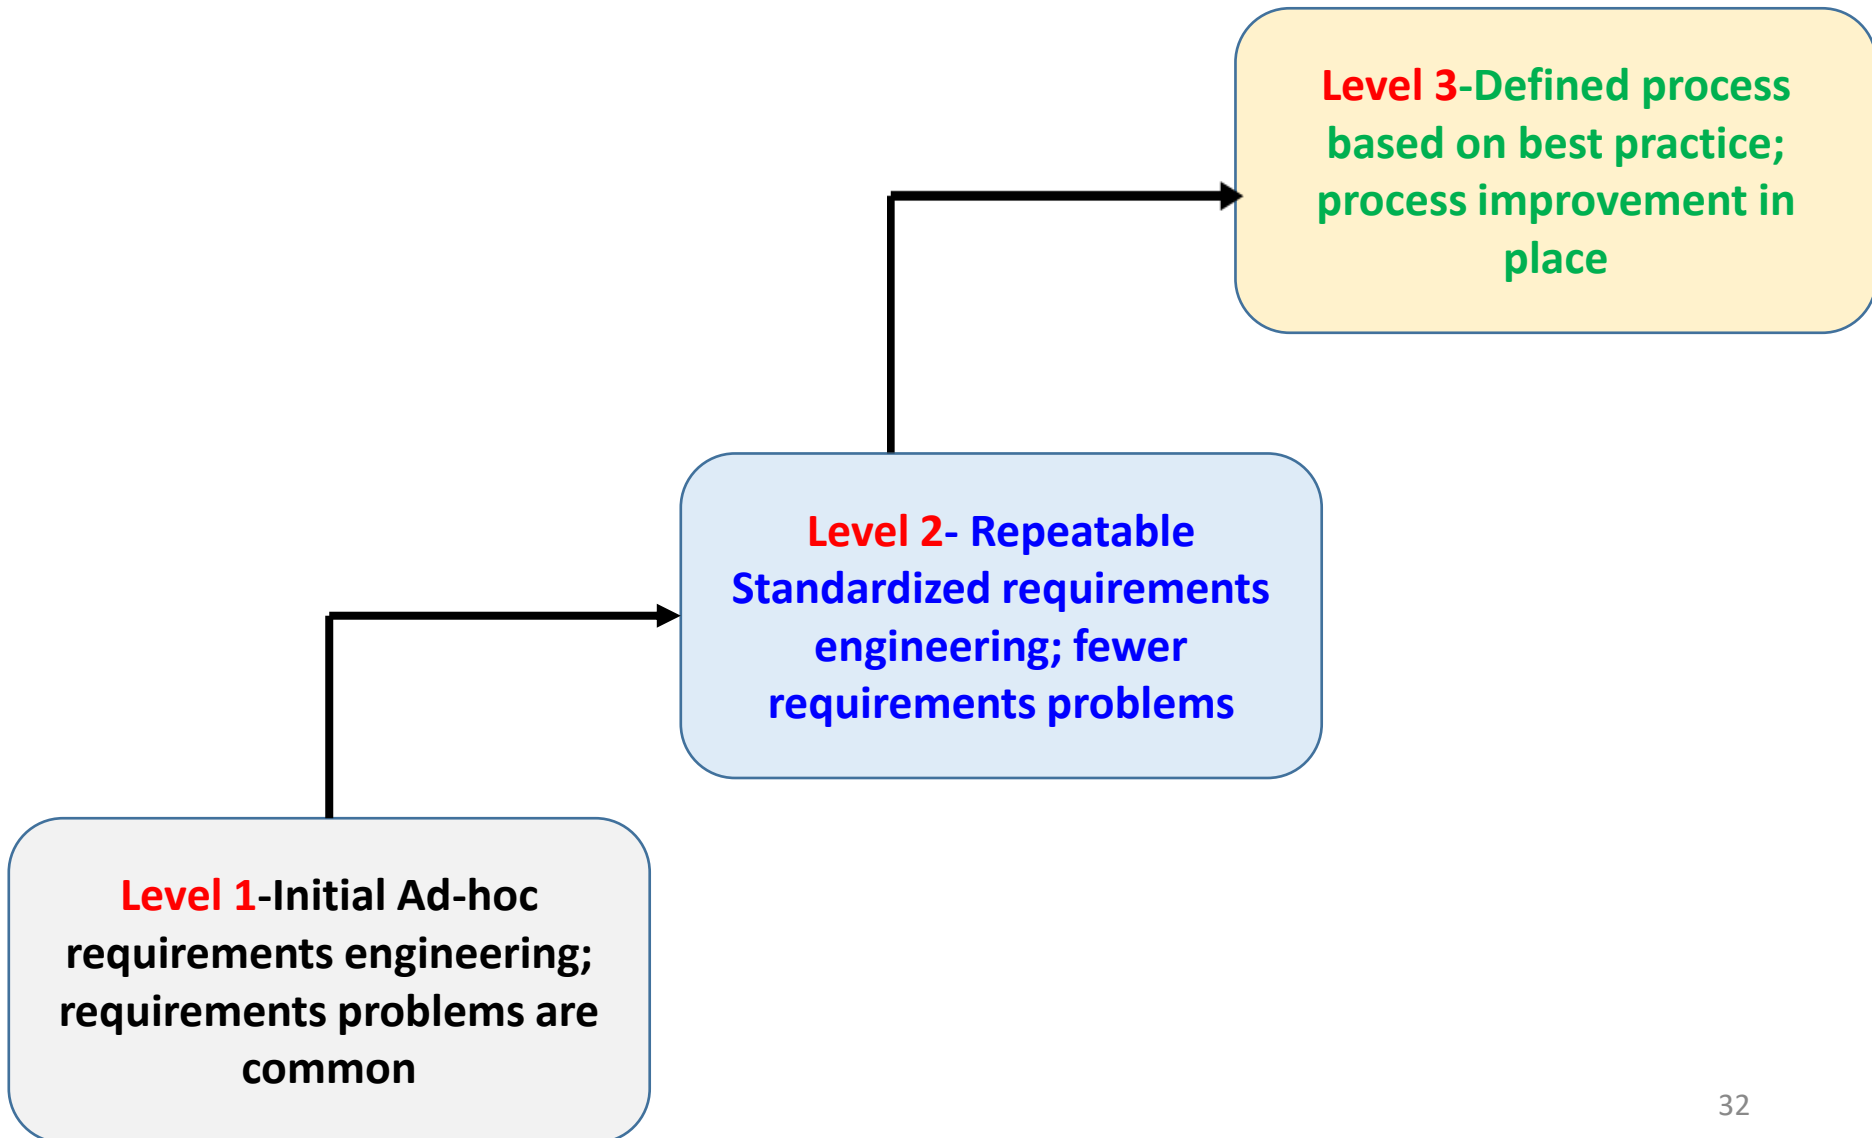 Level 3-Defined process
based on best practice;
process improvement in
place
Level 2- Repeatable
Standardized requirements
engineering; fewer
requirements problems
Level 1-Initial Ad-hoc
requirements engineering;
requirements problems are
common
32